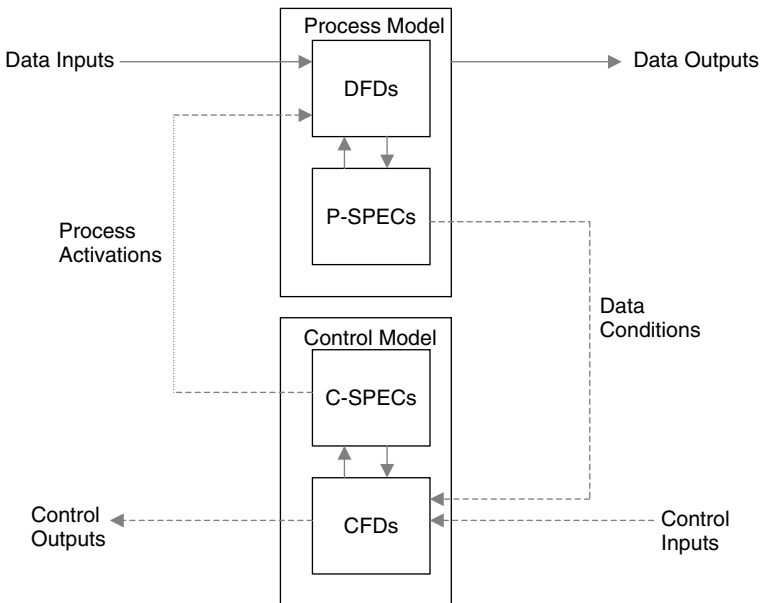 Process Model
Data Inputs
DFDs
Data Outputs
P-SPECs
Process
Activations
Data
Conditions
Control Model
C-SPECs
Control
Outputs
CFDs
Control
Inputs